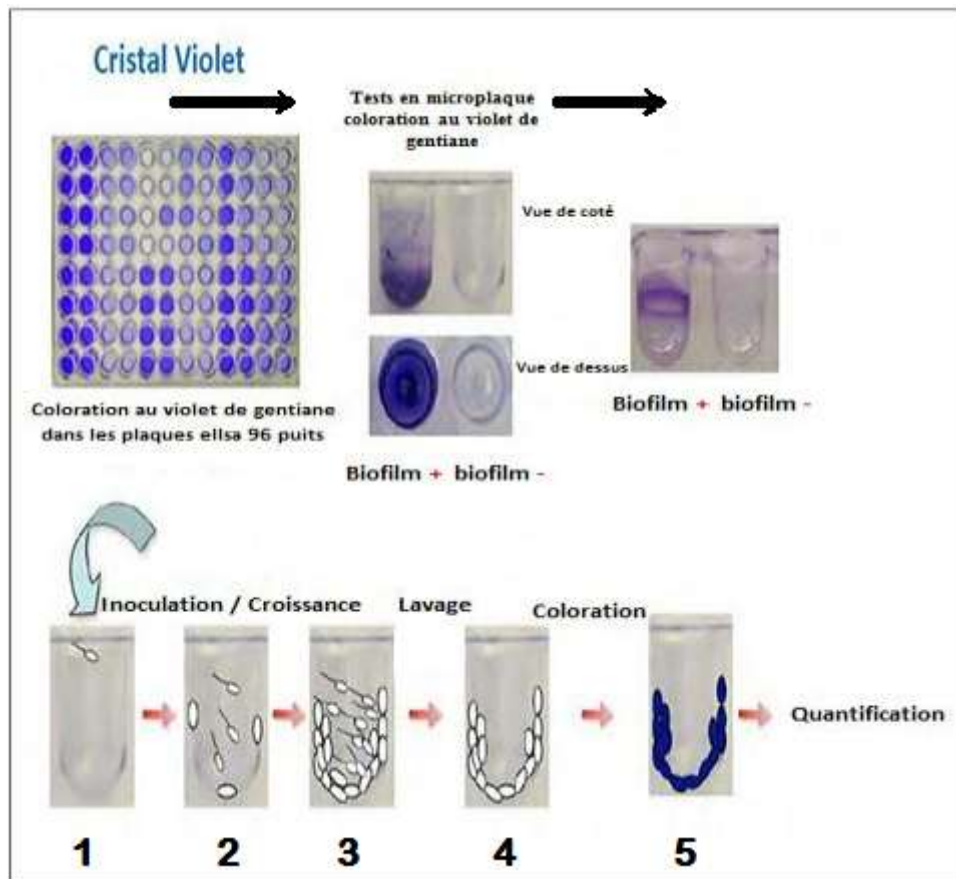 Cristal Violet
Tests en microplaque
coloration au violet de
gentiane
Vue de coté
Vue de dessus
Coloration au violet de gentiane
dans les plaques ellsa 96 puits
Biofilm + biofilm -
Biofilm + biofilm -
Inoculation / Croissance
Lavage
Coloration
Quantification
1
2
3
4
5